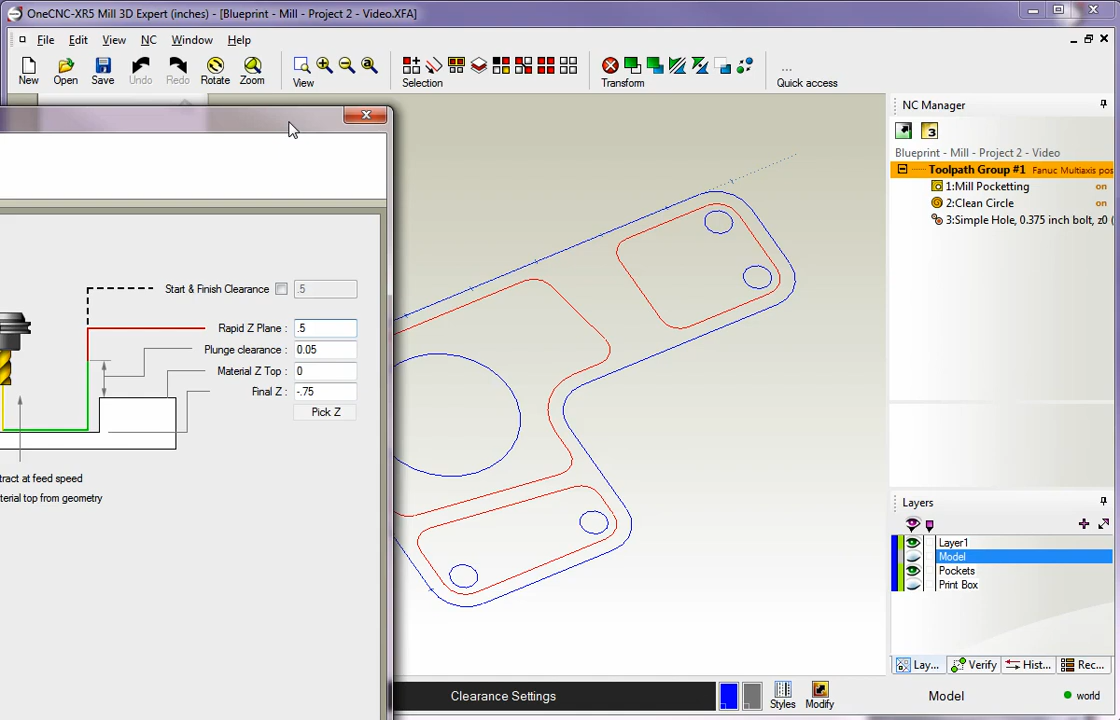 OneCNC-XR5 Mill 3D Expert (inches) - [Blueprint - Mill - Project 2 - Video.XFA]
File Edit View NC Window Help
New Open Save Undo Redo Rotate Zoom View Selection Transform Quick access
NC Manager
3
Blueprint - Mill - Project 2 - Video
Toolpath Group #1 Fanuc Multiaxis pos
1:Mill Pocketting on
2:Clean Circle on
3:Simple Hole, 0.375 inch bolt, z0 (
Start & Finish Clearance .5
Rapid Z Plane : .5
Plunge clearance : 0.05
Material Z Top : 0
Final Z : -.75
Pick Z
tract at feed speed
terial top from geometry
Layers
Layer1
Model
Pockets
Print Box
Lay... Verify Hist... Rec...
Clearance Settings Styles Modify Model world